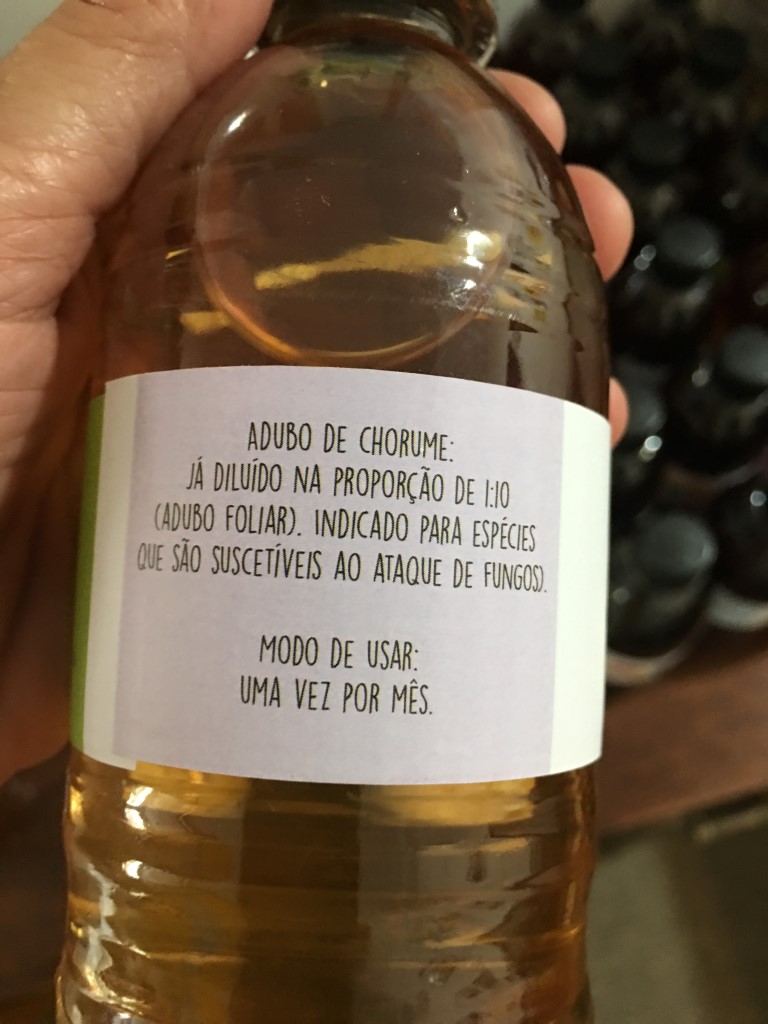 ADUBO DE CHORUME:
JÁ DILUÍDO NA PROPORÇÃO DE 1:10
(ADUBO FOLIAR). INDICADO PARA ESPÉCIES
QUE SÃO SUSCETÍVEIS AO ATAQUE DE FUNGOS).
MODO DE USAR:
UMA VEZ POR MÊS.